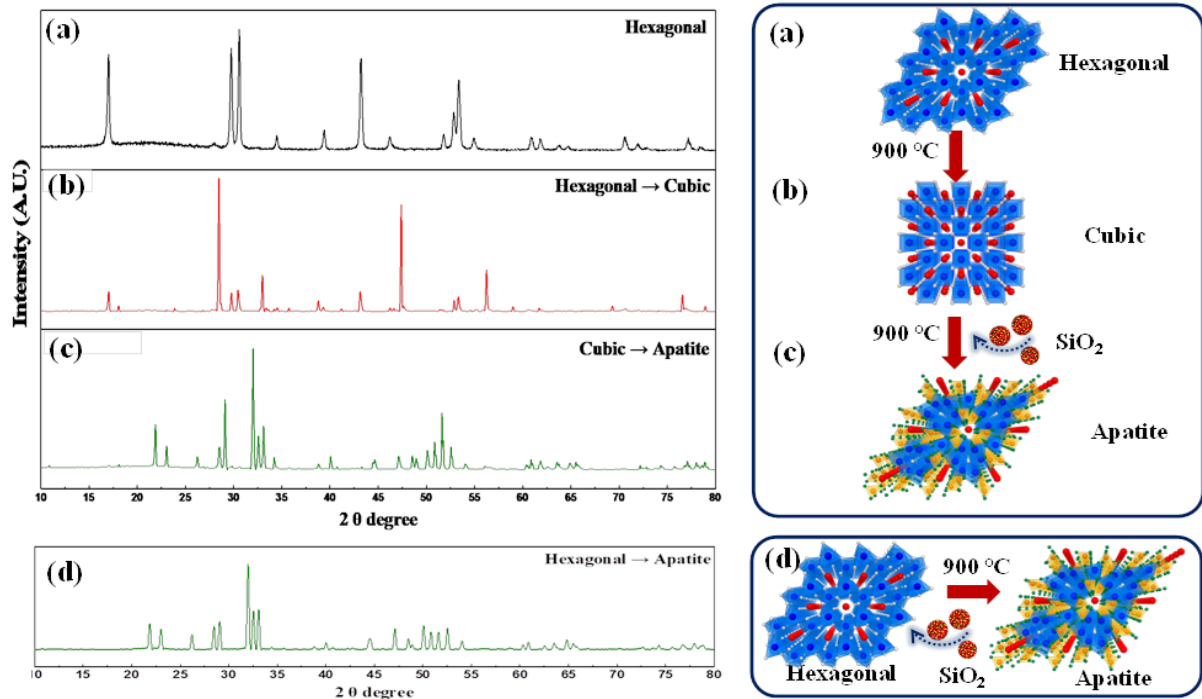 (a)
Hexagonal
(b)
Hexagonal → Cubic
(c)
Cubic → Apatite
Intensity (A.U.)
10 15 20 25 30 35 40 45 50 55 60 65 70 75 80
2 θ degree
(d)
Hexagonal → Apatite
10 15 20 25 30 35 40 45 50 55 60 65 70 75 80
2 θ degree
(a)
Hexagonal
900 °C
(b)
Cubic
900 °C
SiO₂
(c)
Apatite
(d)
900 °C
Hexagonal
SiO₂
Apatite